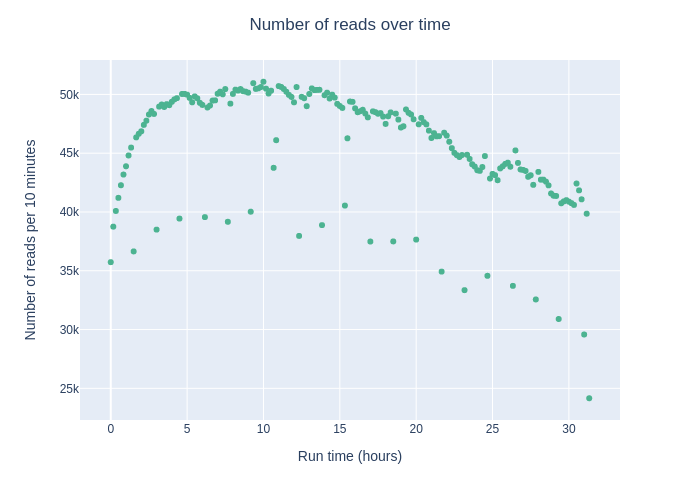 Number of reads over time
Number of reads per 10 minutes
50k
45k
40k
35k
30k
25k
0 5 10 15 20 25 30
Run time (hours)